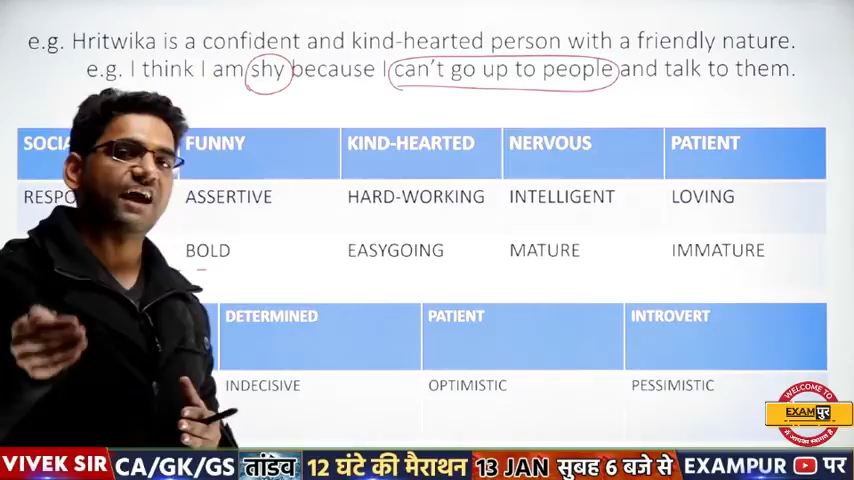 e.g. Hritwika is a confident and kind-hearted person with a friendly nature.
e.g. I think I am shy because I can't go up to people and talk to them.
FUNNY KIND-HEARTED NERVOUS PATIENT
ASSERTIVE HARD-WORKING INTELLIGENT LOVING
BOLD EASYGOING MATURE IMMATURE
DETERMINED PATIENT INTROVERT
INDECISIVE OPTIMISTIC PESSIMISTIC
WELCOME TO
EXAMपुर
VIVEK SIR CA/GK/GS तांडव 12 घंटे की मैराथन 13 JAN सुबह 6 बजे से EXAMPUR पर